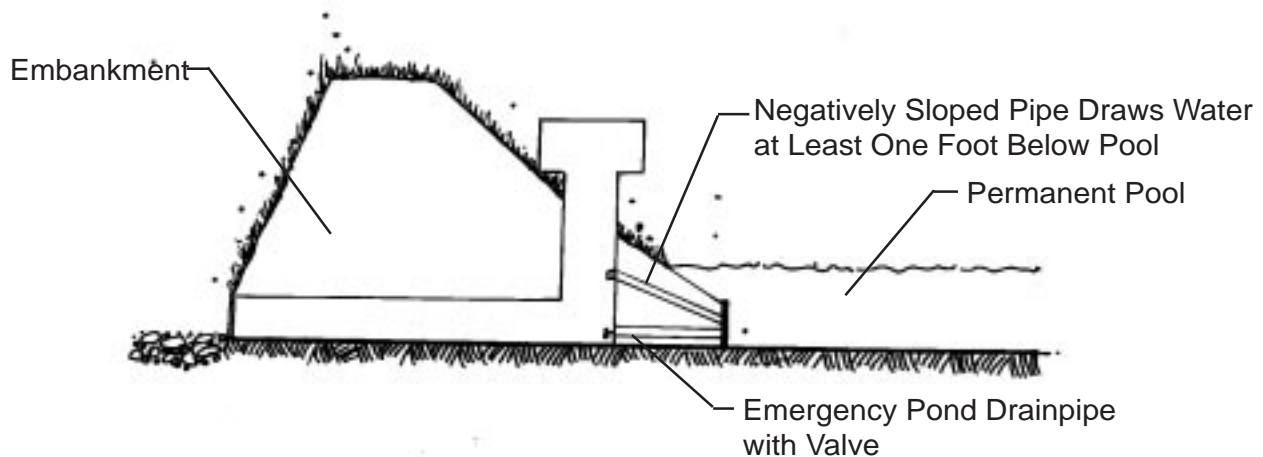 Embankment
Negatively Sloped Pipe Draws Water
at Least One Foot Below Pool
Permanent Pool
Emergency Pond Drainpipe
with Valve